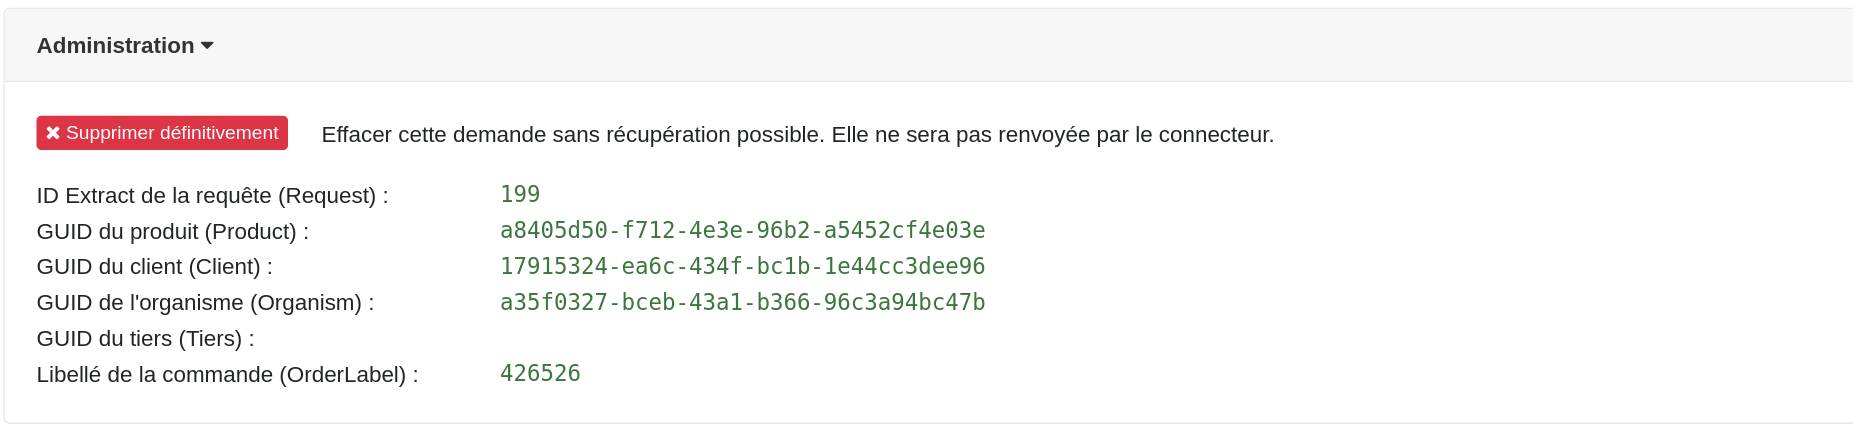 Administration
Supprimer définitivement Effacer cette demande sans récupération possible. Elle ne sera pas renvoyée par le connecteur.
ID Extract de la requête (Request) : 199
GUID du produit (Product) : a8405d50-f712-4e3e-96b2-a5452cf4e03e
GUID du client (Client) : 17915324-ea6c-434f-bc1b-1e44cc3dee96
GUID de l'organisme (Organism) : a35f0327-bceb-43a1-b366-96c3a94bc47b
GUID du tiers (Tiers) :
Libellé de la commande (OrderLabel) : 426526